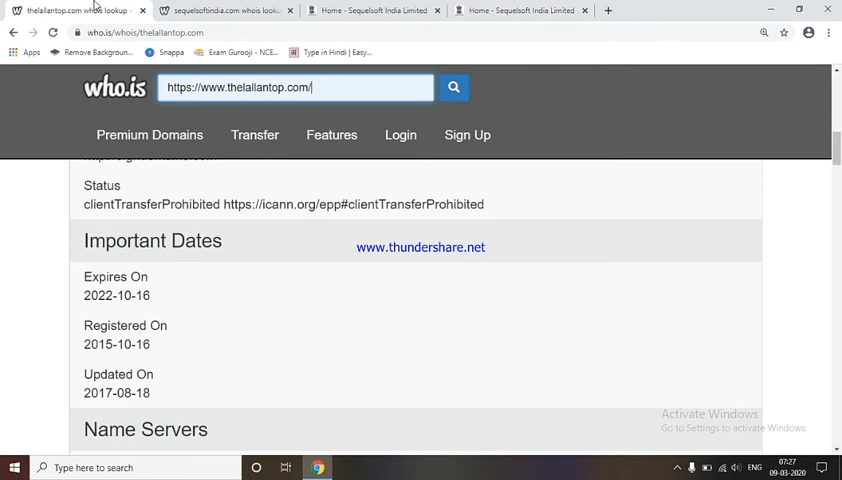 thelallantop.com whois lookup -
sequelsoftindia.com whois looku
Home - Sequelsoft India Limited
Home - Sequelsoft India Limited
who.is/whois/thelallantop.com
Apps
Remove Backgroun...
Snappa
Exam Gurooji - NCE...
Type in Hindi | Easy...
who.is
https://www.thelallantop.com/
Premium Domains
Transfer
Features
Login
Sign Up
Status
clientTransferProhibited https://icann.org/epp#clientTransferProhibited
Important Dates
www.thundershare.net
Expires On
2022-10-16
Registered On
2015-10-16
Updated On
2017-08-18
Activate Windows
Go to Settings to activate Windows.
Name Servers
Type here to search
ENG
07:27
09-03-2020